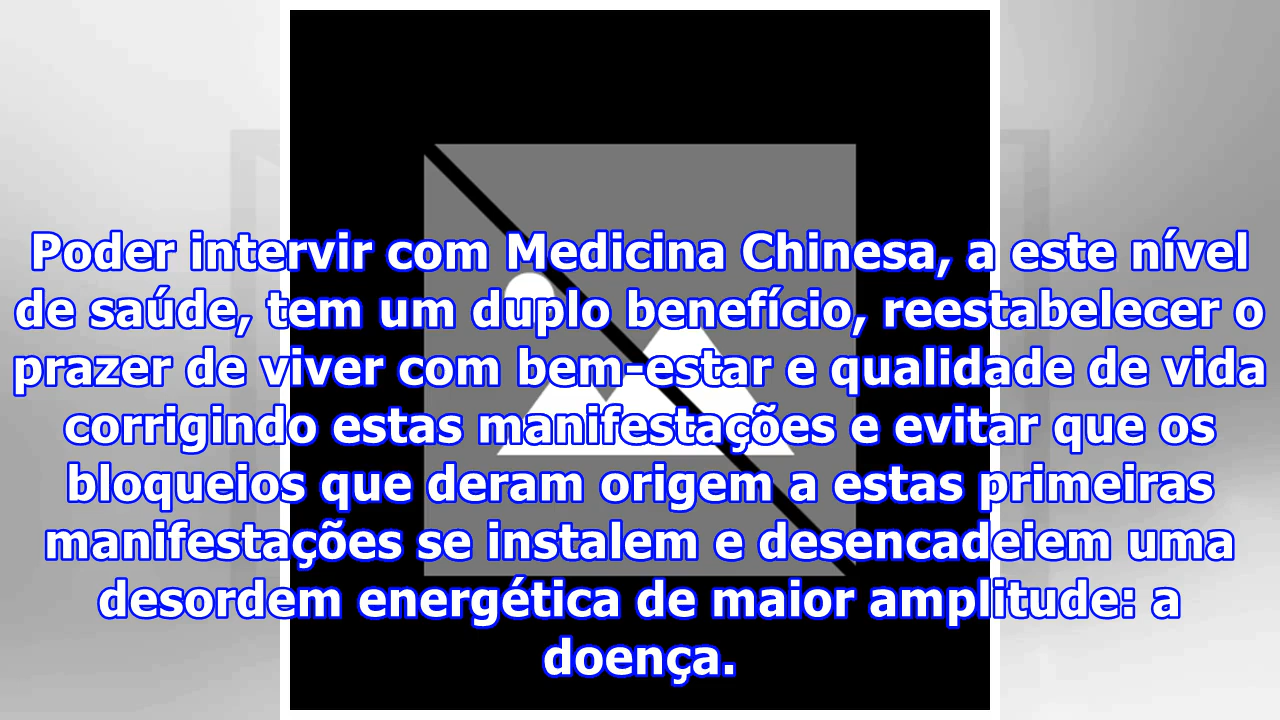 Poder intervir com Medicina Chinesa, a este nível
de saúde, tem um duplo benefício, reestabelecer o
prazer de viver com bem-estar e qualidade de vida
corrigindo estas manifestações e evitar que os
bloqueios que deram origem a estas primeiras
manifestações se instalem e desencadeiem uma
desordem energética de maior amplitude: a
doença.